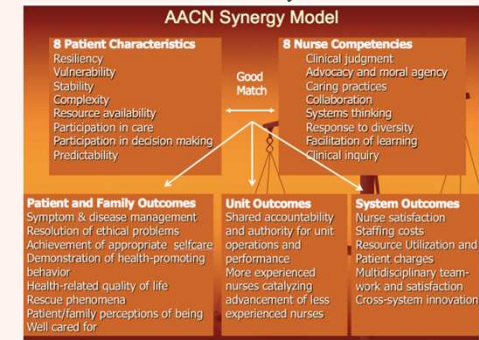 AACN Synergy Model
8 Patient Characteristics
Resiliency
Vulnerability
Stability
Complexity
Resource availability
Participation in care
Participation in decision making
Predictability
Good
Match
8 Nurse Competencies
Clinical judgment
Advocacy and moral agency
Caring practices
Collaboration
Systems thinking
Response to diversity
Facilitation of learning
Clinical inquiry
Patient and Family Outcomes
Symptom & disease management
Resolution of ethical problems
Achievement of appropriate selfcare
Demonstration of health-promoting
behavior
Health-related quality of life
Rescue phenomena
Patient/family perceptions of being
Well cared for
Unit Outcomes
Shared accountability
and authority for unit
operations and
performance
More experienced
nurses catalyzing
advancement of less
experienced nurses
System Outcomes
Nurse satisfaction
Staffing costs
Resource Utilization and
Patient charges
Multidisciplinary team-
work and satisfaction
Cross-system innovation